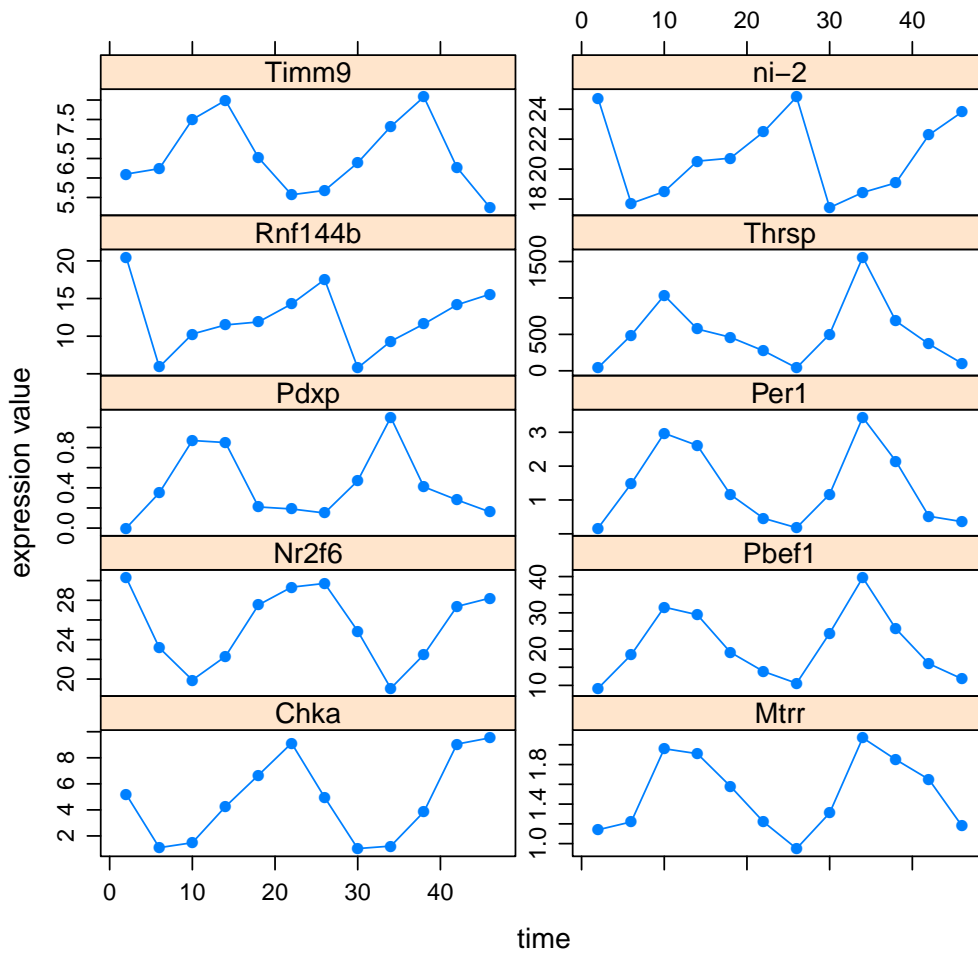 0 10 20 30 40
Timm9
ni−2
5.5 6.5 7.5
18 20 22 24
Rnf144b
Thrsp
10 15 20
0 500 1500
Pdxp
Per1
0.0 0.4 0.8
1 2 3
Nr2f6
Pbef1
20 24 28
10 20 30 40
Chka
Mtrr
2 4 6 8
1.0 1.4 1.8
0 10 20 30 40
expression value
time